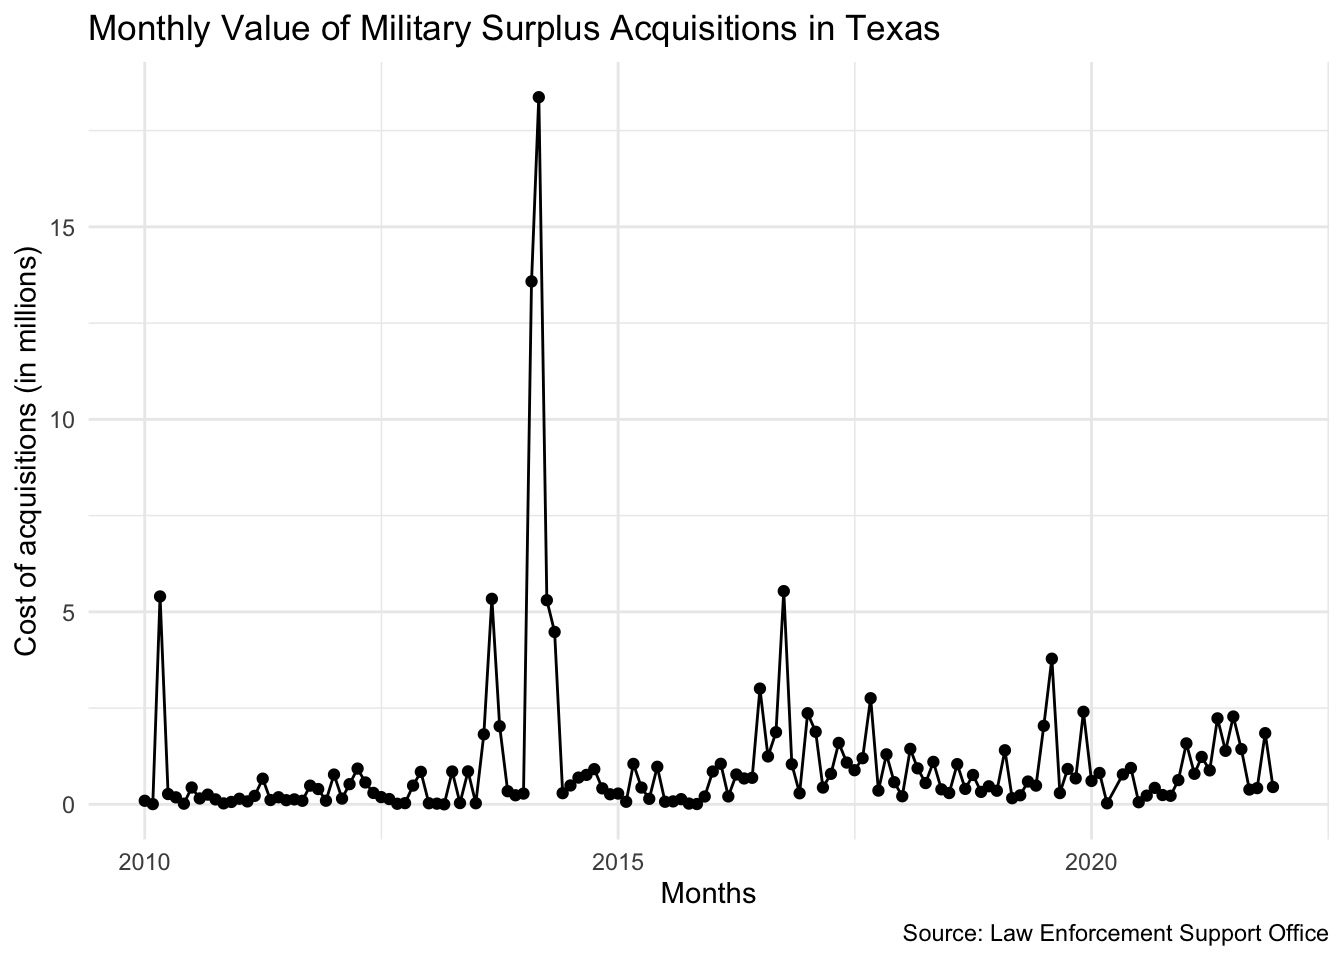 Monthly Value of Military Surplus Acquisitions in Texas
Cost of acquisitions (in millions)
15
10
5
0
2010
2015
2020
Months
Source: Law Enforcement Support Office